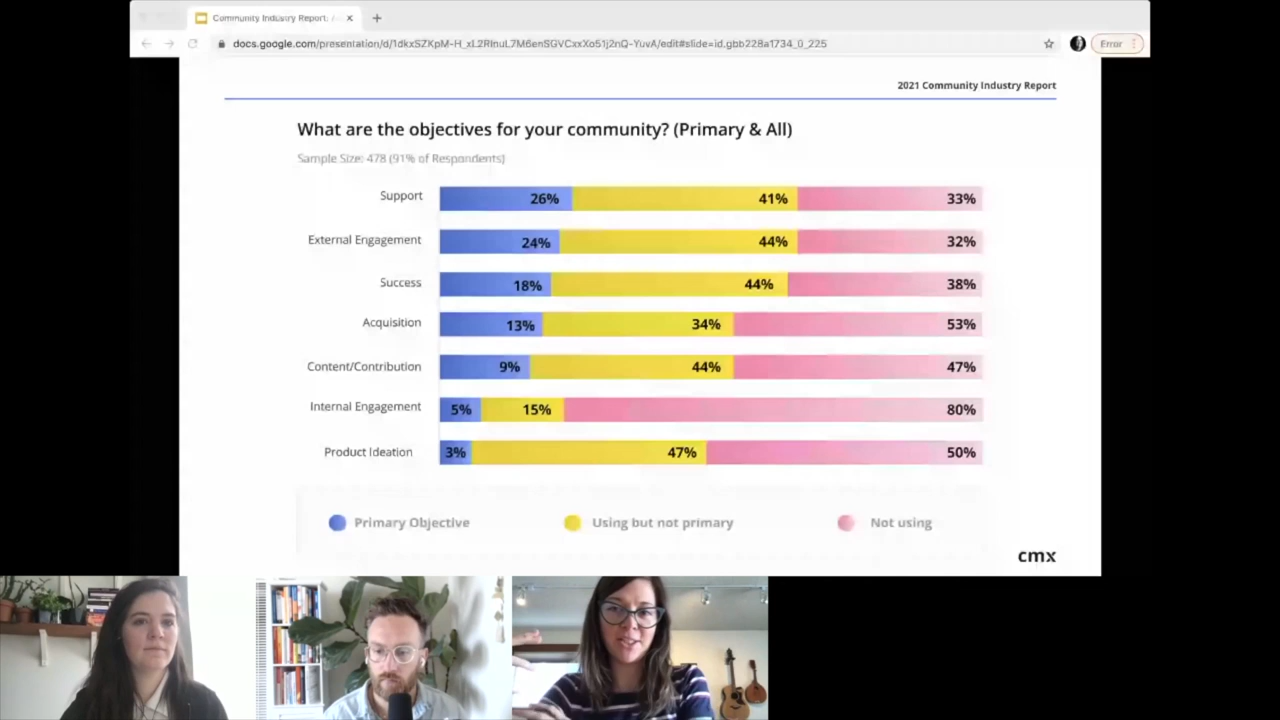 Community Industry Report:
docs.google.com/presentation/d/1dkxSZKpM-H_xL2RlnuL7M6enSGVCxxXo51j2nQ-YuvA/edit#slide=id.gbb228a1734_0_225
Error
2021 Community Industry Report
What are the objectives for your community? (Primary & All)
Sample Size: 478 (91% of Respondents)
Support 26% 41% 33%
External Engagement 24% 44% 32%
Success 18% 44% 38%
Acquisition 13% 34% 53%
Content/Contribution 9% 44% 47%
Internal Engagement 5% 15% 80%
Product Ideation 3% 47% 50%
Primary Objective Using but not primary Not using
cmx